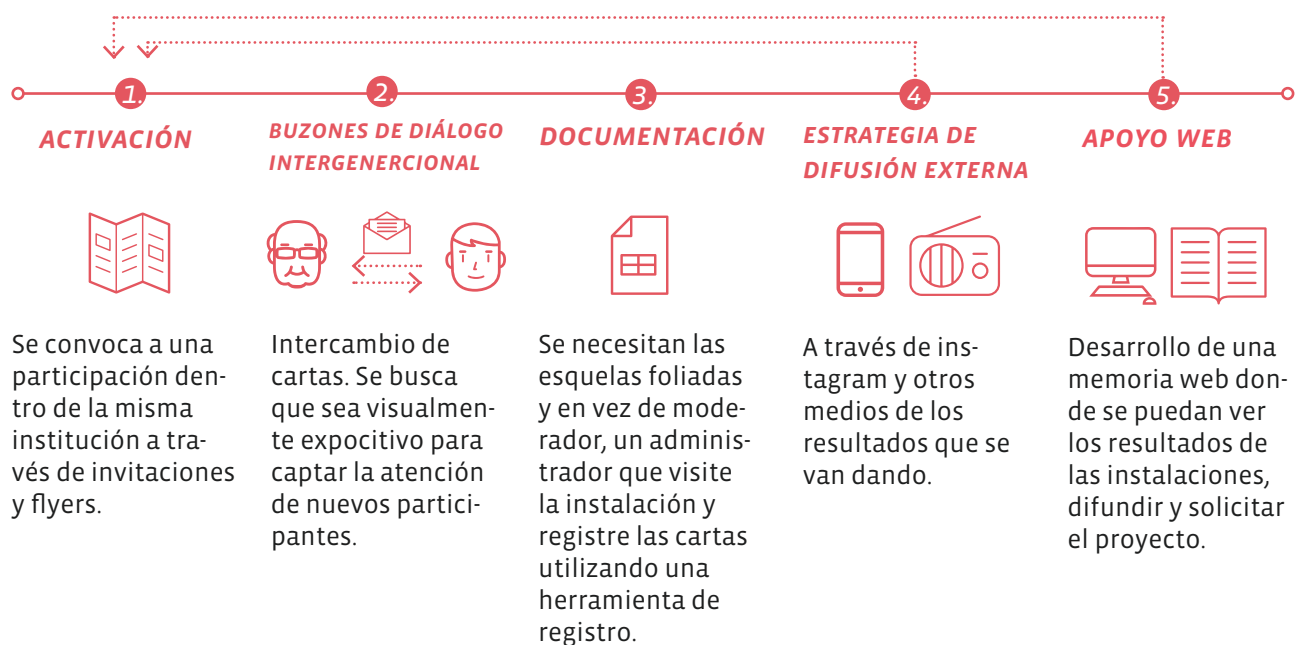 1.
ACTIVACIÓN
Se convoca a una
participación den-
tro de la misma
institución a tra-
vés de invitaciones
y flyers.
2.
BUZONES DE DIÁLOGO
INTERGENERCIONAL
Intercambio de
cartas. Se busca
que sea visualmen-
te expocitivo para
captar la atención
de nuevos partici-
pantes.
3.
DOCUMENTACIÓN
Se necesitan las
esquelas foliadas
y en vez de mode-
rador, un adminis-
trador que visite
la instalación y
registre las cartas
utilizando una
herramienta de
registro.
4.
ESTRATEGIA DE
DIFUSIÓN EXTERNA
A través de ins-
tagram y otros
medios de los
resultados que se
van dando.
5.
APOYO WEB
Desarrollo de una
memoria web don-
de se puedan ver
los resultados de
las instalaciones,
difundir y solicitar
el proyecto.